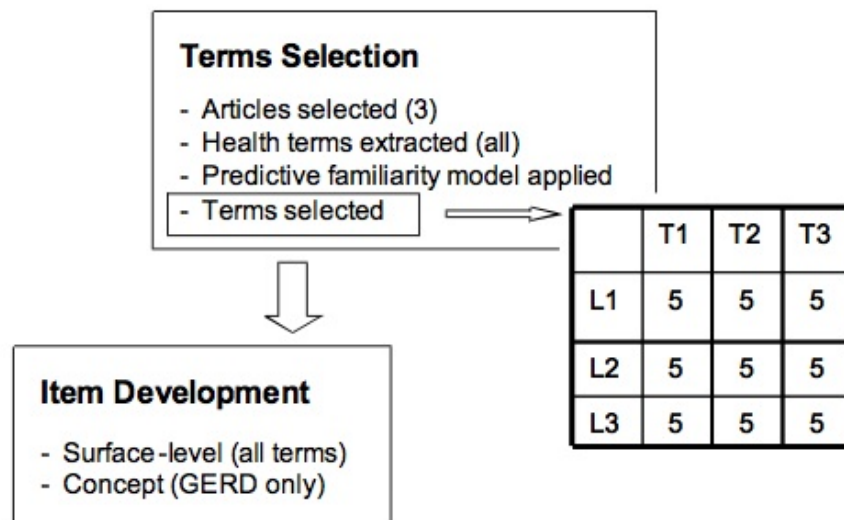 Terms Selection
- Articles selected (3)
- Health terms extracted (all)
- Predictive familiarity model applied
- Terms selected
T1 T2 T3
L1 5 5 5
L2 5 5 5
L3 5 5 5
Item Development
- Surface-level (all terms)
- Concept (GERD only)